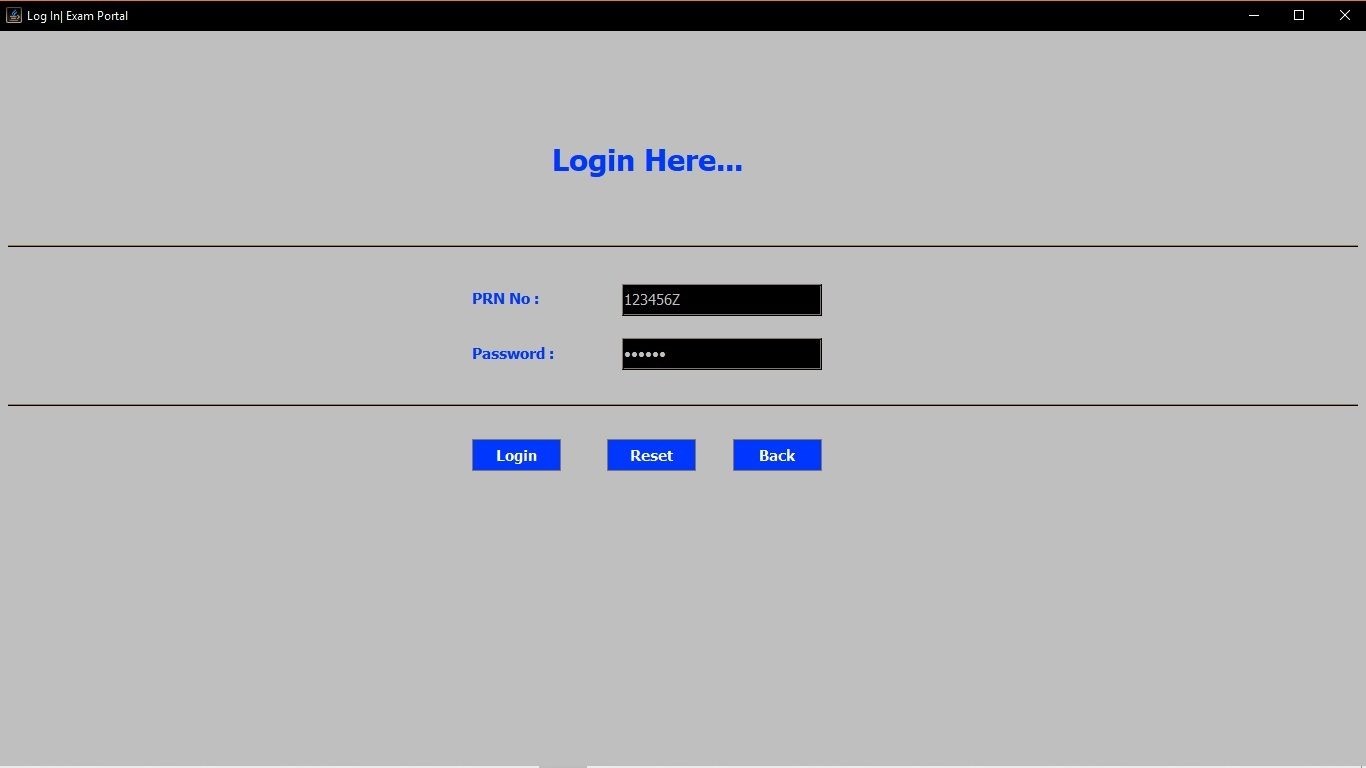 Log In| Exam Portal
Login Here...
PRN No : 123456Z
Password : ••••••
Login Reset Back